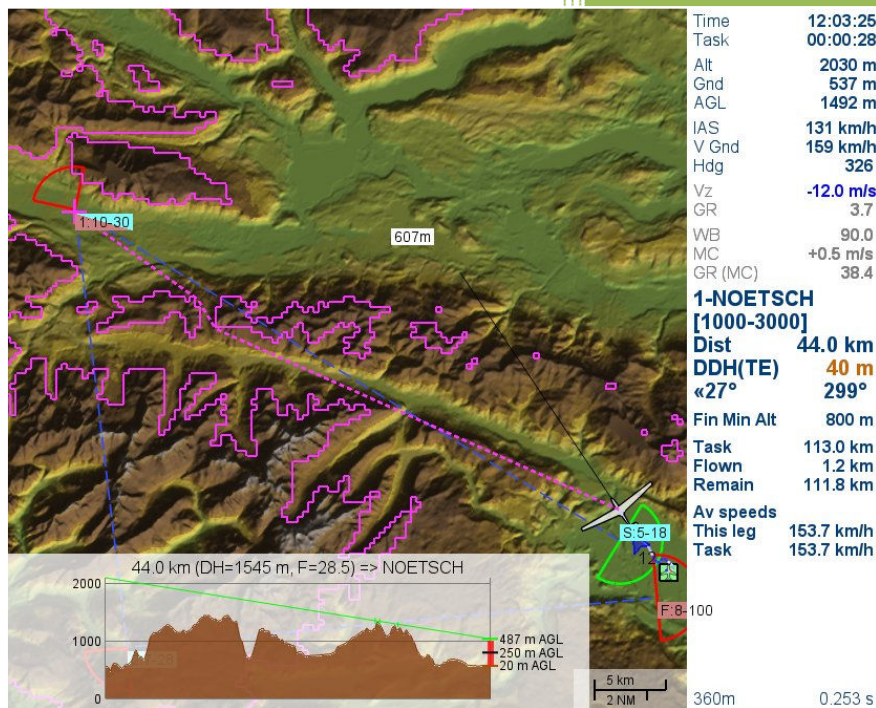 Time 12:03:25
Task 00:00:28
Alt 2030 m
Gnd 537 m
AGL 1492 m
IAS 131 km/h
V Gnd 159 km/h
Hdg 326
Vz -12.0 m/s
GR 3.7
WB 90.0
MC +0.5 m/s
GR (MC) 38.4
1-NOETSCH
[1000-3000]
Dist 44.0 km
DDH(TE) 40 m
«27° 299°
Fin Min Alt 800 m
Task 113.0 km
Flown 1.2 km
Remain 111.8 km
Av speeds
This leg 153.7 km/h
Task 153.7 km/h
360m 0.253 s
1:10-30
607m
S:5-18
F:8-100
44.0 km (DH=1545 m, F=28.5) => NOETSCH
2000
1000
0
487 m AGL
250 m AGL
20 m AGL
5 km
2 NM